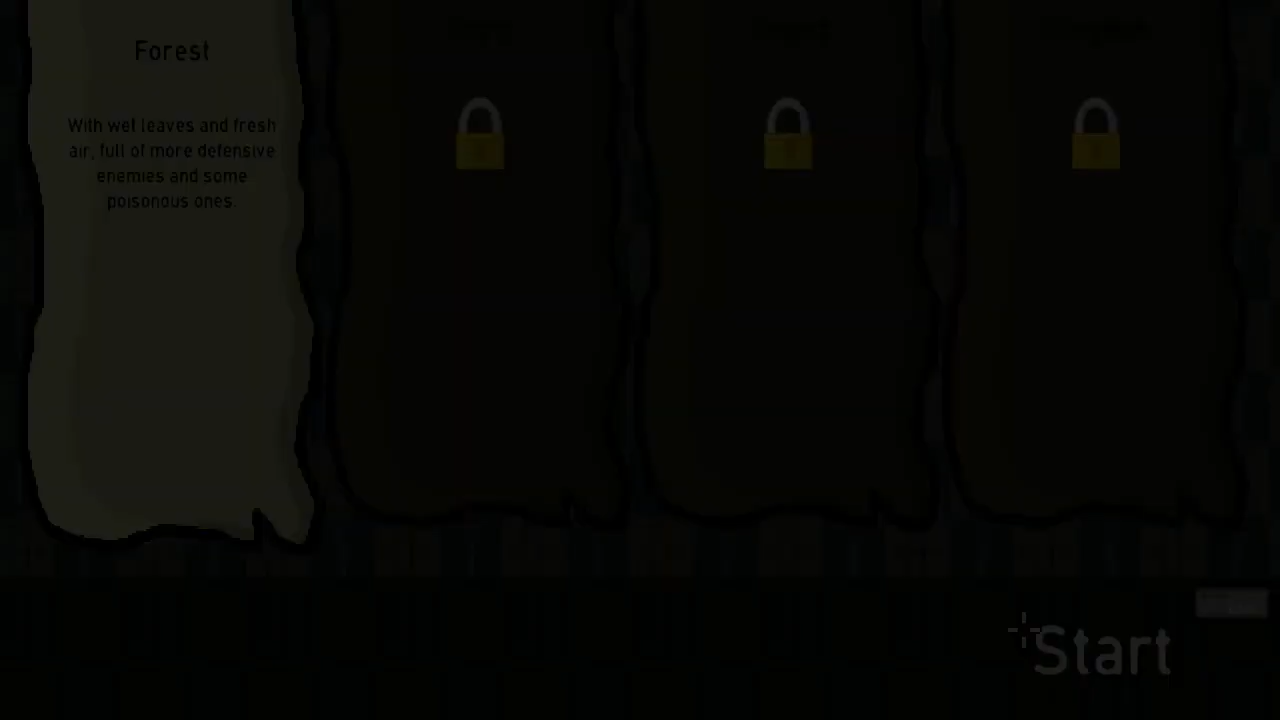 Forest
With wet leaves and fresh
air, full of more defensive
enemies and some
poisonous ones.
Start